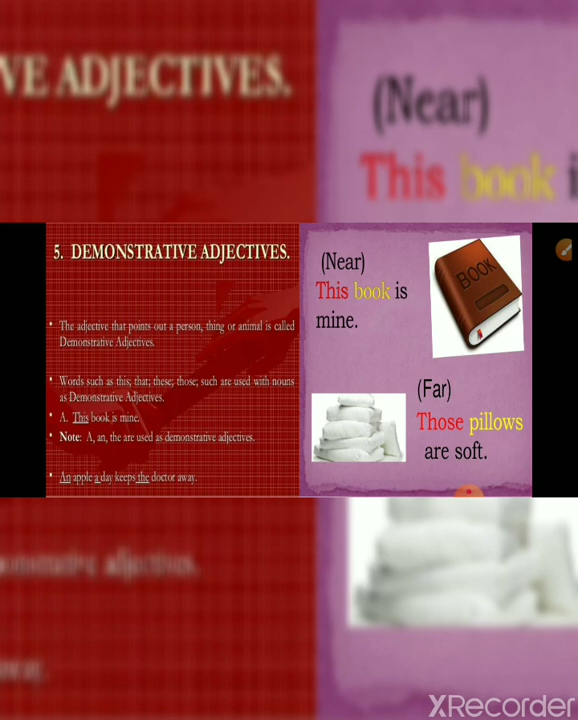 VE ADJECTIVES.
(Near)
This book i
5. DEMONSTRATIVE ADJECTIVES.
• The adjective that points out a person, thing or animal is called
Demonstrative Adjectives.
• Words such as this; that; these; those; such are used with nouns
as Demonstrative Adjectives.
• A. This book is mine.
• Note: A, an, the are used as demonstrative adjectives.
• An apple a day keeps the doctor away.
(Near)
This book is
mine.
BOOK
(Far)
Those pillows
are soft.
adjectives.
XRecorder